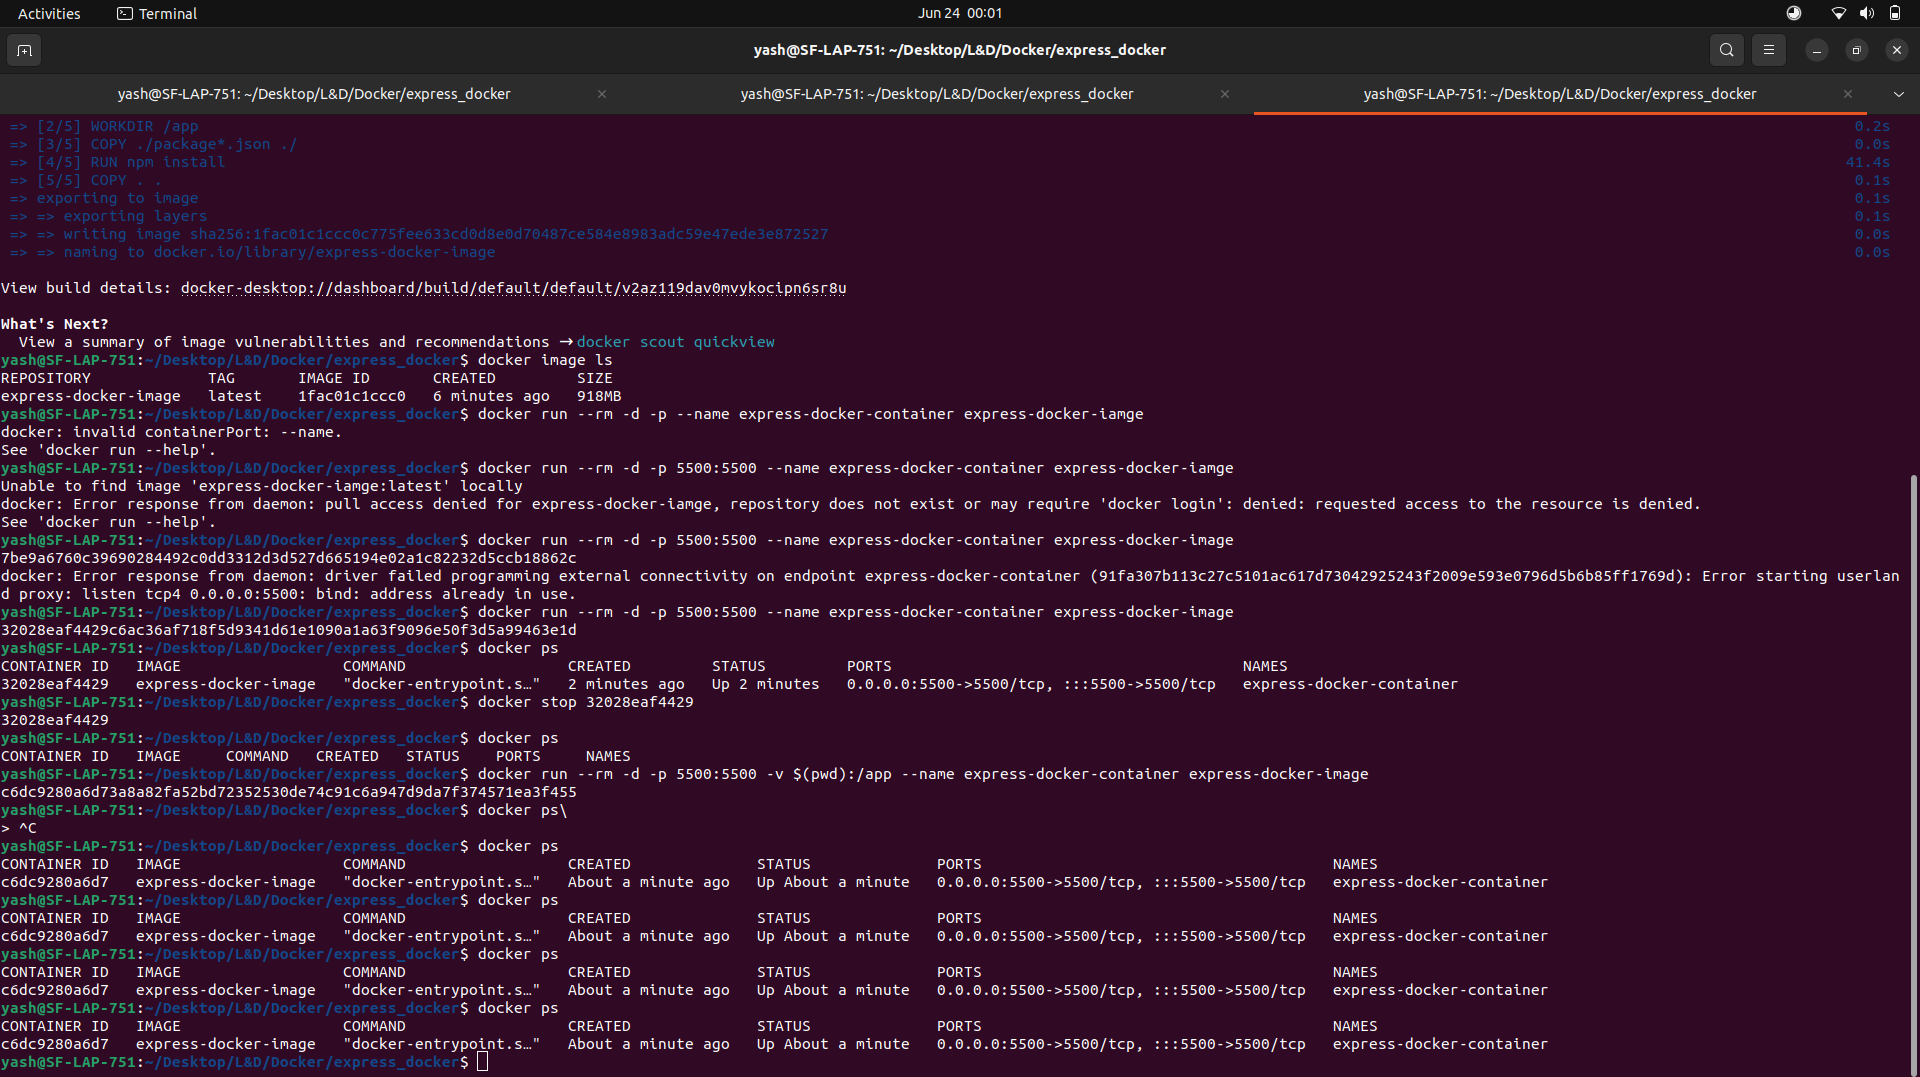 Activities
Terminal
Jun 24 00:01
yash@SF-LAP-751: ~/Desktop/L&D/Docker/express_docker
yash@SF-LAP-751: ~/Desktop/L&D/Docker/express_docker
yash@SF-LAP-751: ~/Desktop/L&D/Docker/express_docker
yash@SF-LAP-751: ~/Desktop/L&D/Docker/express_docker
=> [2/5] WORKDIR /app 0.2s
=> [3/5] COPY ./package*.json ./ 0.0s
=> [4/5] RUN npm install 41.4s
=> [5/5] COPY . . 0.1s
=> exporting to image 0.1s
=> => exporting layers 0.1s
=> => writing image sha256:1fac01c1ccc0c775fee633cd0d8e0d70487ce584e8983adc59e47ede3e872527 0.0s
=> => naming to docker.io/library/express-docker-image 0.0s
View build details: docker-desktop://dashboard/build/default/default/v2az119dav0mvykocipn6sr8u
What's Next?
View a summary of image vulnerabilities and recommendations → docker scout quickview
yash@SF-LAP-751:~/Desktop/L&D/Docker/express_docker$ docker image ls
REPOSITORY TAG IMAGE ID CREATED SIZE
express-docker-image latest 1fac01c1ccc0 6 minutes ago 918MB
yash@SF-LAP-751:~/Desktop/L&D/Docker/express_docker$ docker run --rm -d -p --name express-docker-container express-docker-iamge
docker: invalid containerPort: --name.
See 'docker run --help'.
yash@SF-LAP-751:~/Desktop/L&D/Docker/express_docker$ docker run --rm -d -p 5500:5500 --name express-docker-container express-docker-iamge
Unable to find image 'express-docker-iamge:latest' locally
docker: Error response from daemon: pull access denied for express-docker-iamge, repository does not exist or may require 'docker login': denied: requested access to the resource is denied.
See 'docker run --help'.
yash@SF-LAP-751:~/Desktop/L&D/Docker/express_docker$ docker run --rm -d -p 5500:5500 --name express-docker-container express-docker-image
7be9a6760c39690284492c0dd3312d3d527d665194e02a1c82232d5ccb18862c
docker: Error response from daemon: driver failed programming external connectivity on endpoint express-docker-container (91fa307b113c27c5101ac617d73042925243f2009e593e0796d5b6b85ff1769d): Error starting userlan
d proxy: listen tcp4 0.0.0.0:5500: bind: address already in use.
yash@SF-LAP-751:~/Desktop/L&D/Docker/express_docker$ docker run --rm -d -p 5500:5500 --name express-docker-container express-docker-image
32028eaf4429c6ac36af718f5d9341d61e1090a1a63f9096e50f3d5a99463e1d
yash@SF-LAP-751:~/Desktop/L&D/Docker/express_docker$ docker ps
CONTAINER ID IMAGE COMMAND CREATED STATUS PORTS NAMES
32028eaf4429 express-docker-image "docker-entrypoint.s…" 2 minutes ago Up 2 minutes 0.0.0.0:5500->5500/tcp, :::5500->5500/tcp express-docker-container
yash@SF-LAP-751:~/Desktop/L&D/Docker/express_docker$ docker stop 32028eaf4429
32028eaf4429
yash@SF-LAP-751:~/Desktop/L&D/Docker/express_docker$ docker ps
CONTAINER ID IMAGE COMMAND CREATED STATUS PORTS NAMES
yash@SF-LAP-751:~/Desktop/L&D/Docker/express_docker$ docker run --rm -d -p 5500:5500 -v $(pwd):/app --name express-docker-container express-docker-image
c6dc9280a6d73a8a82fa52bd72352530de74c91c6a947d9da7f374571ea3f455
yash@SF-LAP-751:~/Desktop/L&D/Docker/express_docker$ docker ps\
> ^C
yash@SF-LAP-751:~/Desktop/L&D/Docker/express_docker$ docker ps
CONTAINER ID IMAGE COMMAND CREATED STATUS PORTS NAMES
c6dc9280a6d7 express-docker-image "docker-entrypoint.s…" About a minute ago Up About a minute 0.0.0.0:5500->5500/tcp, :::5500->5500/tcp express-docker-container
yash@SF-LAP-751:~/Desktop/L&D/Docker/express_docker$ docker ps
CONTAINER ID IMAGE COMMAND CREATED STATUS PORTS NAMES
c6dc9280a6d7 express-docker-image "docker-entrypoint.s…" About a minute ago Up About a minute 0.0.0.0:5500->5500/tcp, :::5500->5500/tcp express-docker-container
yash@SF-LAP-751:~/Desktop/L&D/Docker/express_docker$ docker ps
CONTAINER ID IMAGE COMMAND CREATED STATUS PORTS NAMES
c6dc9280a6d7 express-docker-image "docker-entrypoint.s…" About a minute ago Up About a minute 0.0.0.0:5500->5500/tcp, :::5500->5500/tcp express-docker-container
yash@SF-LAP-751:~/Desktop/L&D/Docker/express_docker$ docker ps
CONTAINER ID IMAGE COMMAND CREATED STATUS PORTS NAMES
c6dc9280a6d7 express-docker-image "docker-entrypoint.s…" About a minute ago Up About a minute 0.0.0.0:5500->5500/tcp, :::5500->5500/tcp express-docker-container
yash@SF-LAP-751:~/Desktop/L&D/Docker/express_docker$